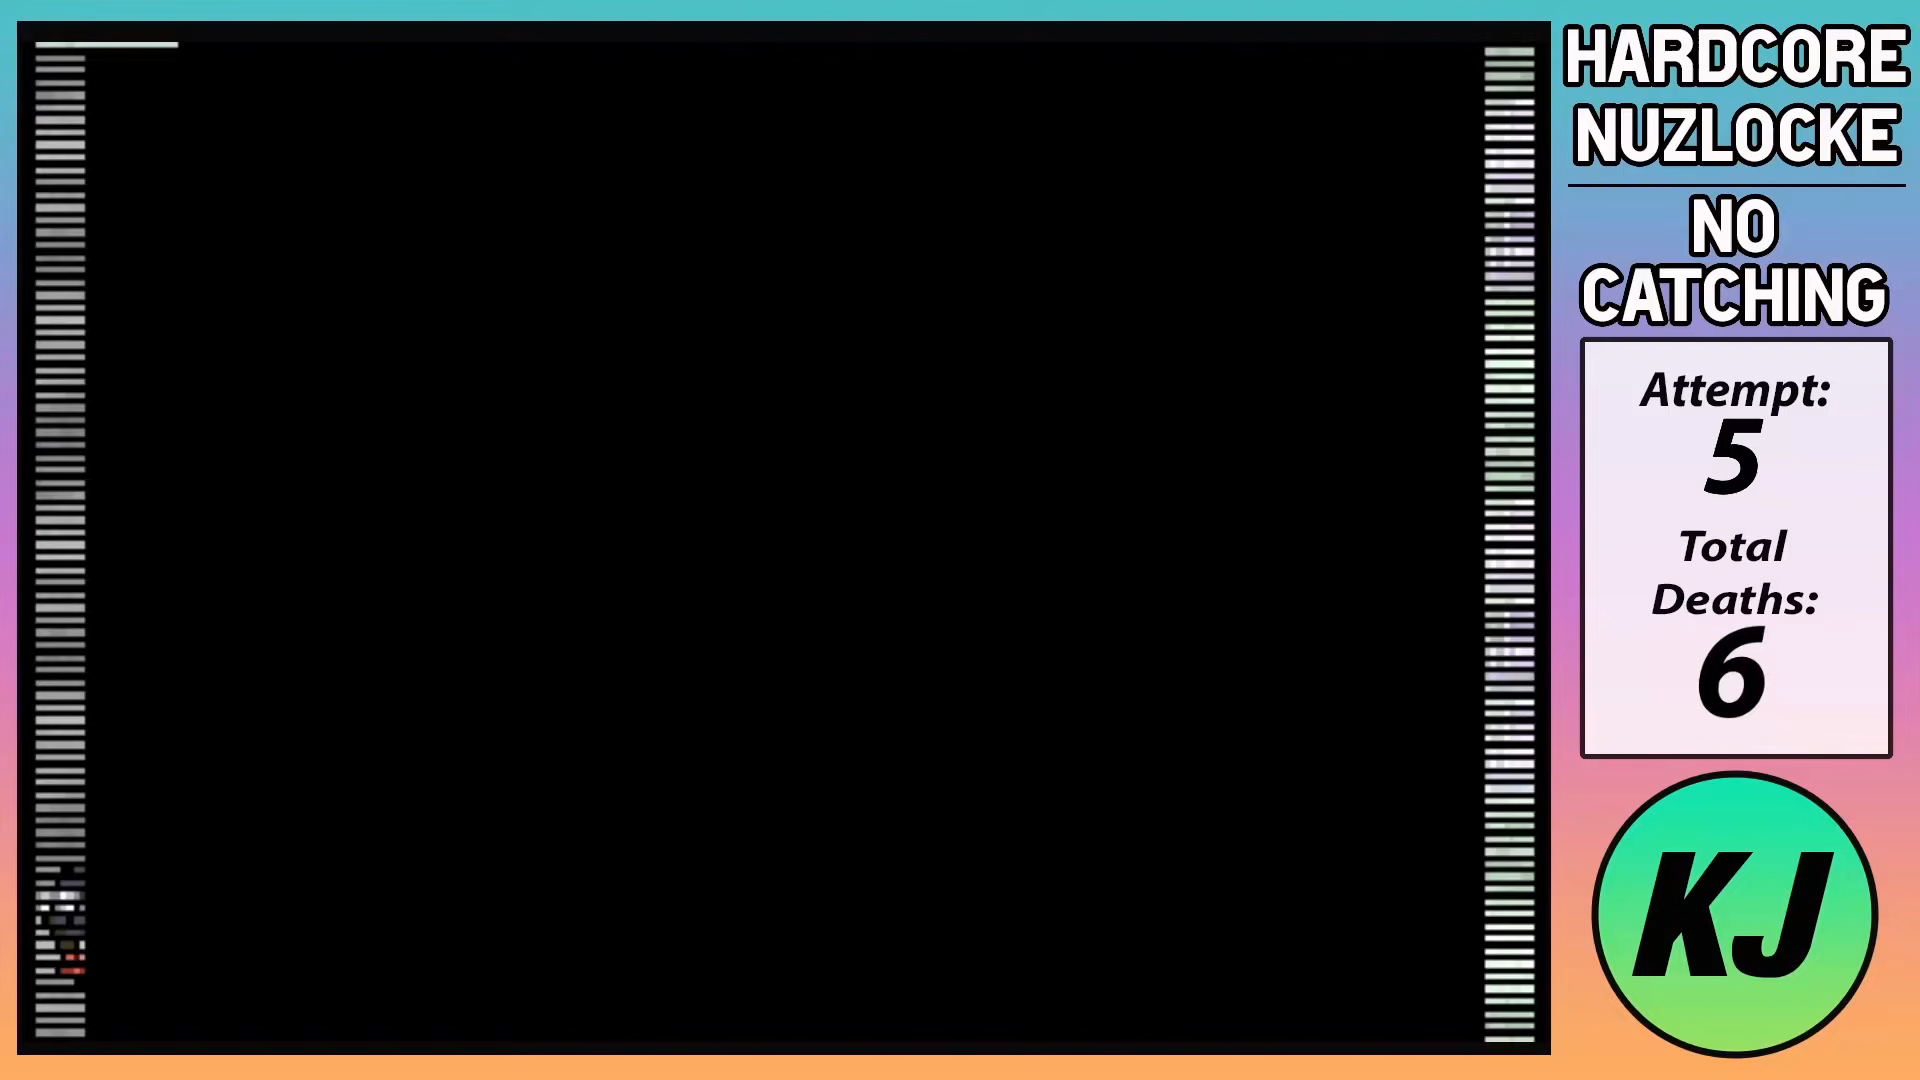 HARDCORE
NUZLOCKE
NO
CATCHING
Attempt:
5
Total
Deaths:
6
KJ